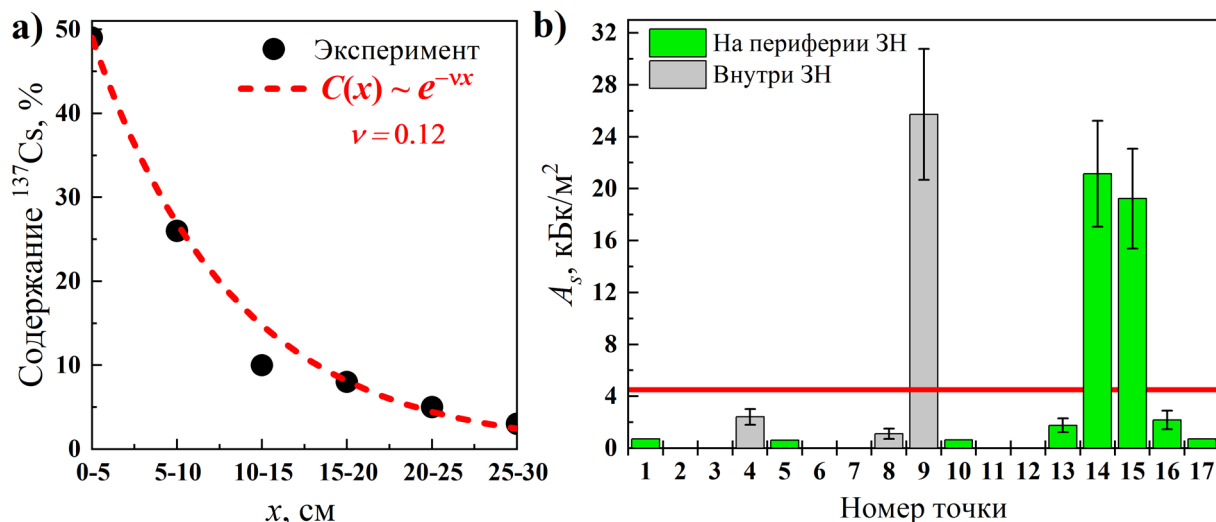 a)
Содержание ¹³⁷Cs, %
50
40
30
20
10
0
Эксперимент
C(x) ~ e⁻ᵛˣ
ν = 0.12
0-5 5-10 10-15 15-20 20-25 25-30
x, см
b)
Aₛ, кБк/м²
32
28
24
20
16
12
8
4
0
На периферии ЗН
Внутри ЗН
1 2 3 4 5 6 7 8 9 10 11 12 13 14 15 16 17
Номер точки